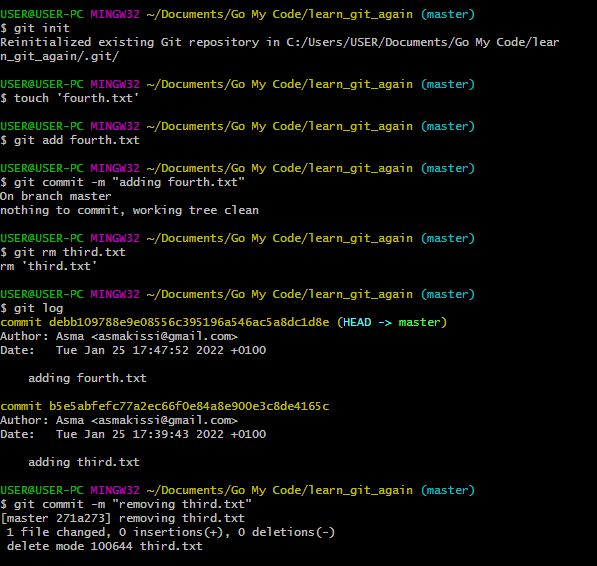 USER@USER-PC MINGW32 ~/Documents/Go My Code/learn_git_again (master)
$ git init
Reinitialized existing Git repository in C:/Users/USER/Documents/Go My Code/lear
n_git_again/.git/
USER@USER-PC MINGW32 ~/Documents/Go My Code/learn_git_again (master)
$ touch 'fourth.txt'
USER@USER-PC MINGW32 ~/Documents/Go My Code/learn_git_again (master)
$ git add fourth.txt
USER@USER-PC MINGW32 ~/Documents/Go My Code/learn_git_again (master)
$ git commit -m "adding fourth.txt"
On branch master
nothing to commit, working tree clean
USER@USER-PC MINGW32 ~/Documents/Go My Code/learn_git_again (master)
$ git rm third.txt
rm 'third.txt'
USER@USER-PC MINGW32 ~/Documents/Go My Code/learn_git_again (master)
$ git log
commit debb109788e9e08556c395196a546ac5a8dc1d8e (HEAD -> master)
Author: Asma <asmakissi@gmail.com>
Date:   Tue Jan 25 17:47:52 2022 +0100
    adding fourth.txt
commit b5e5abfefc77a2ec66f0e84a8e900e3c8de4165c
Author: Asma <asmakissi@gmail.com>
Date:   Tue Jan 25 17:39:43 2022 +0100
    adding third.txt
USER@USER-PC MINGW32 ~/Documents/Go My Code/learn_git_again (master)
$ git commit -m "removing third.txt"
[master 271a273] removing third.txt
 1 file changed, 0 insertions(+), 0 deletions(-)
 delete mode 100644 third.txt